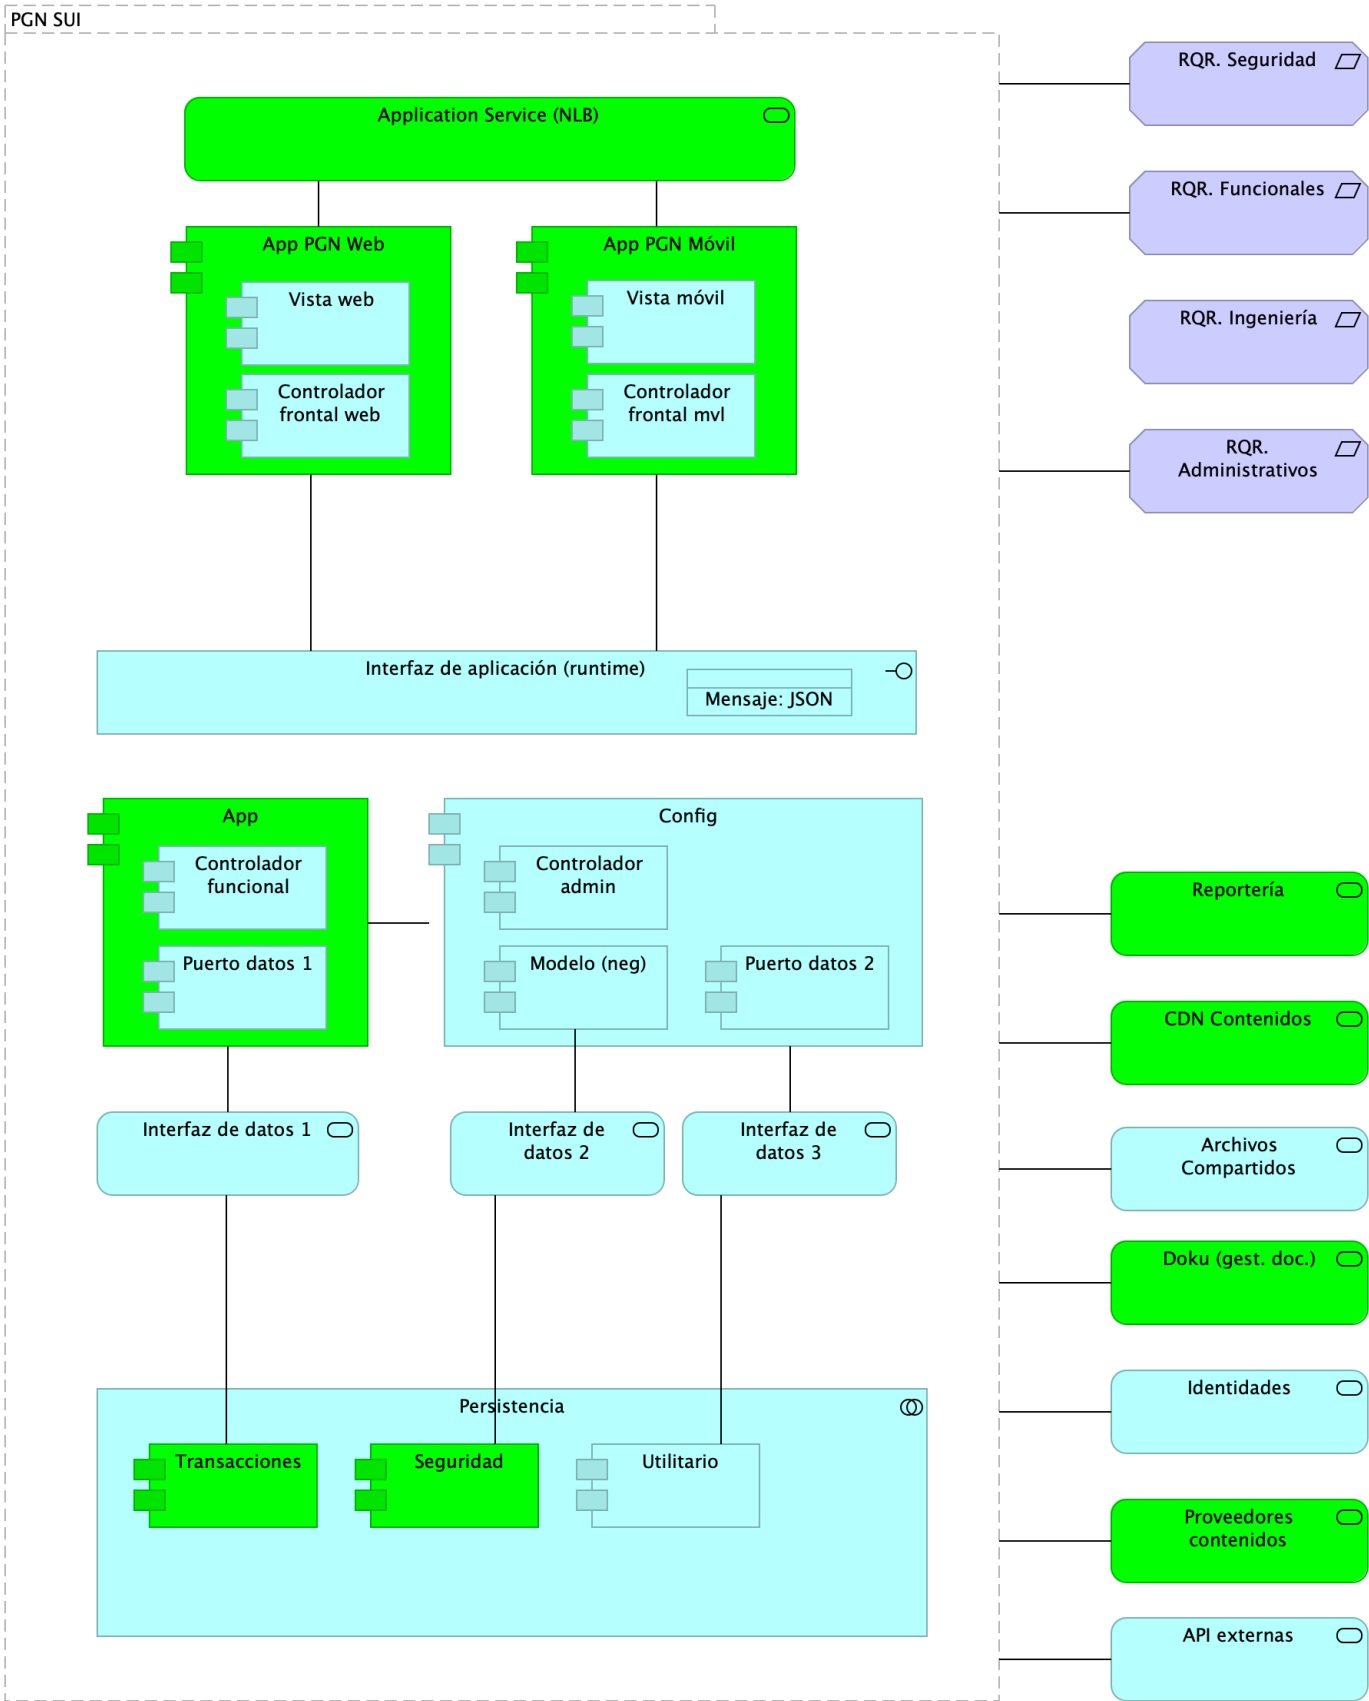 PGN SUI
Application Service (NLB)
App PGN Web
Vista web
Controlador
frontal web
App PGN Móvil
Vista móvil
Controlador
frontal mvl
Interfaz de aplicación (runtime)
Mensaje: JSON
App
Controlador
funcional
Puerto datos 1
Config
Controlador
admin
Modelo (neg)
Puerto datos 2
Interfaz de datos 1
Interfaz de
datos 2
Interfaz de
datos 3
Persistencia
Transacciones
Seguridad
Utilitario
RQR. Seguridad
RQR. Funcionales
RQR. Ingeniería
RQR.
Administrativos
Reportería
CDN Contenidos
Archivos
Compartidos
Doku (gest. doc.)
Identidades
Proveedores
contenidos
API externas